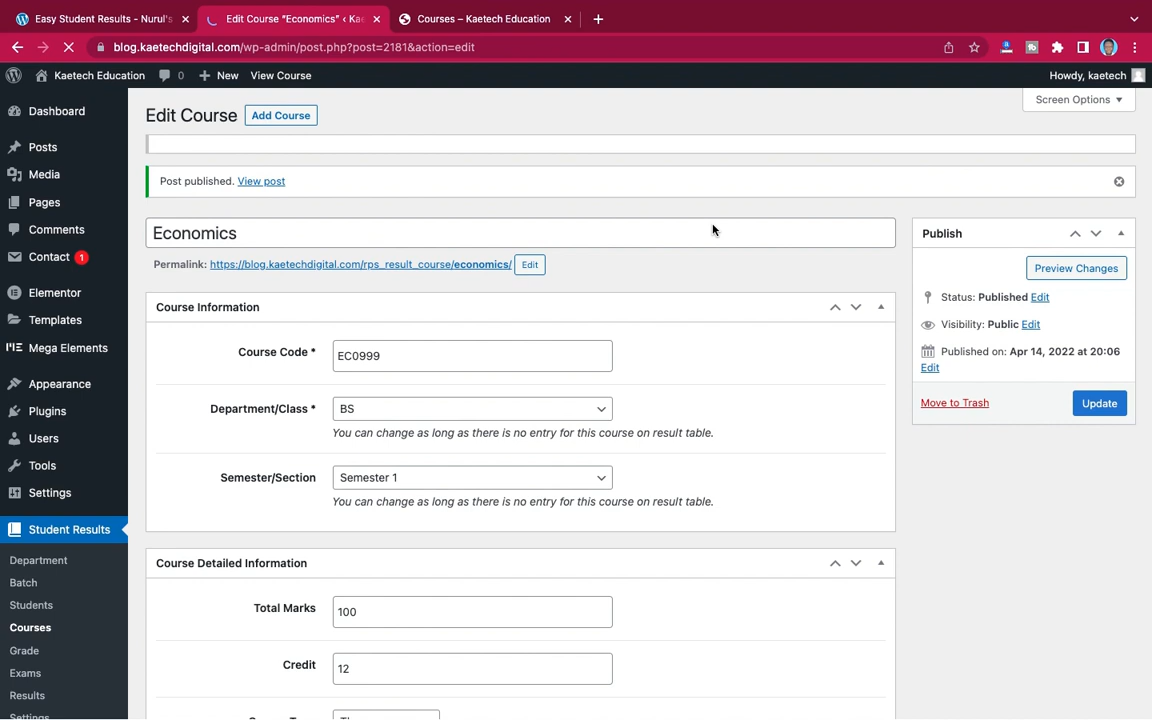 Easy Student Results - Nurul's
Edit Course "Economics" ‹ Kae
Courses – Kaetech Education
blog.kaetechdigital.com/wp-admin/post.php?post=2181&action=edit
Kaetech Education
0
New
View Course
Howdy, kaetech
Dashboard
Posts
Media
Pages
Comments
Contact 1
Elementor
Templates
Mega Elements
Appearance
Plugins
Users
Tools
Settings
Student Results
Department
Batch
Students
Courses
Grade
Exams
Results
Settings
Screen Options
Edit Course
Add Course
Post published. View post
Economics
Permalink: https://blog.kaetechdigital.com/rps_result_course/economics/ Edit
Course Information
Course Code *
EC0999
Department/Class *
BS
You can change as long as there is no entry for this course on result table.
Semester/Section
Semester 1
You can change as long as there is no entry for this course on result table.
Course Detailed Information
Total Marks
100
Credit
12
Publish
Preview Changes
Status: Published Edit
Visibility: Public Edit
Published on: Apr 14, 2022 at 20:06
Edit
Move to Trash
Update